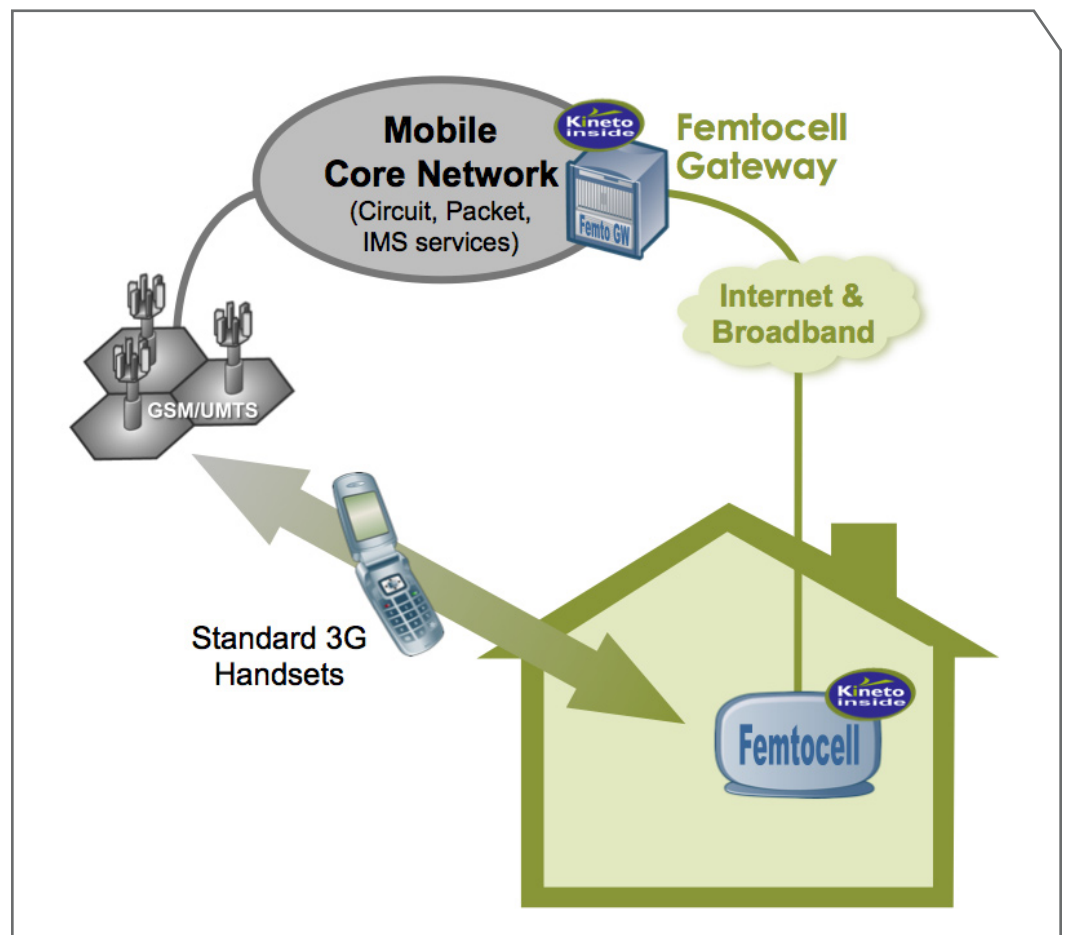 Mobile
Core Network
(Circuit, Packet,
IMS services)
Kineto
inside
Femto GW
Femtocell
Gateway
Internet &
Broadband
GSM/UMTS
Standard 3G
Handsets
Kineto
inside
Femtocell